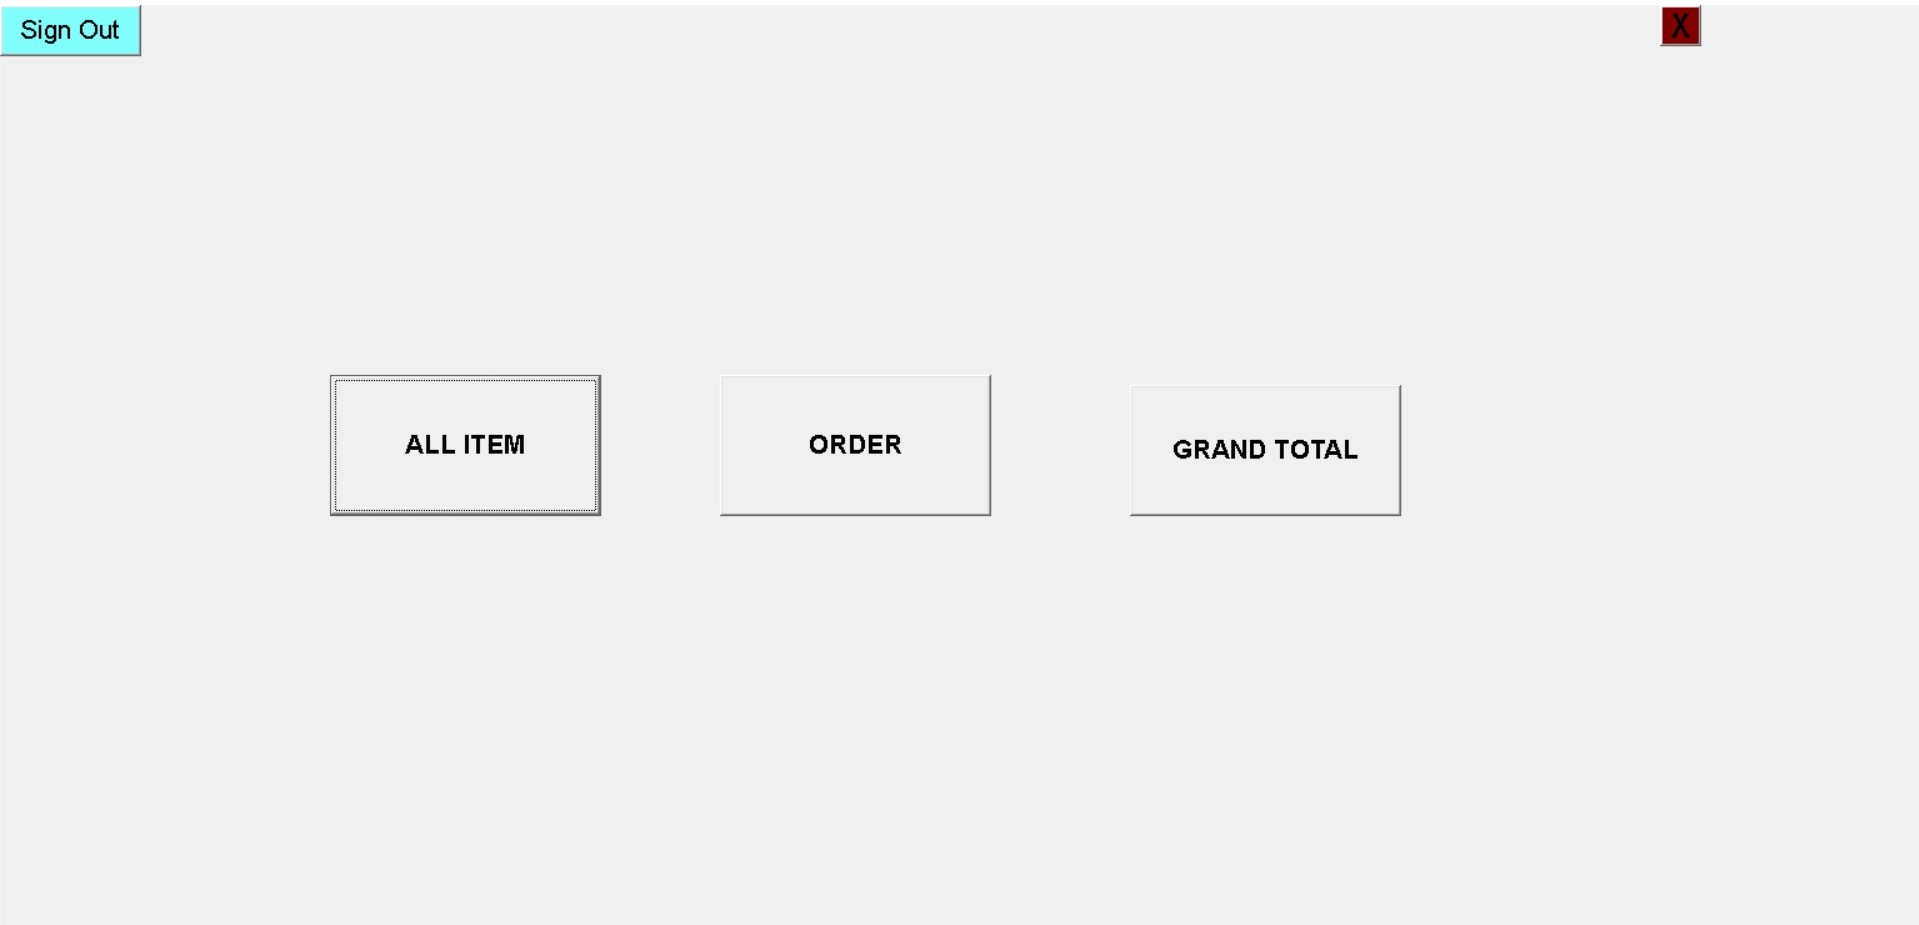 Sign Out
X
ALL ITEM
ORDER
GRAND TOTAL